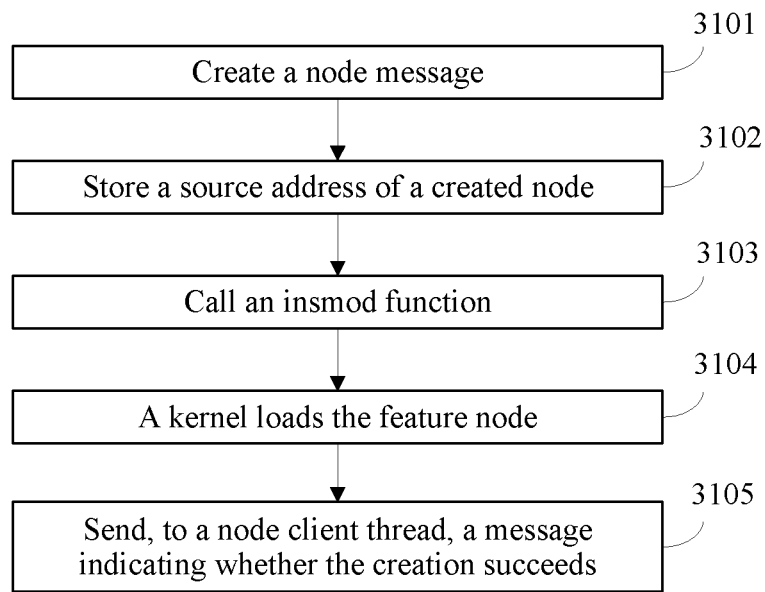 3101
Create a node message
3102
Store a source address of a created node
3103
Call an insmod function
3104
A kernel loads the feature node
3105
Send, to a node client thread, a message
indicating whether the creation succeeds